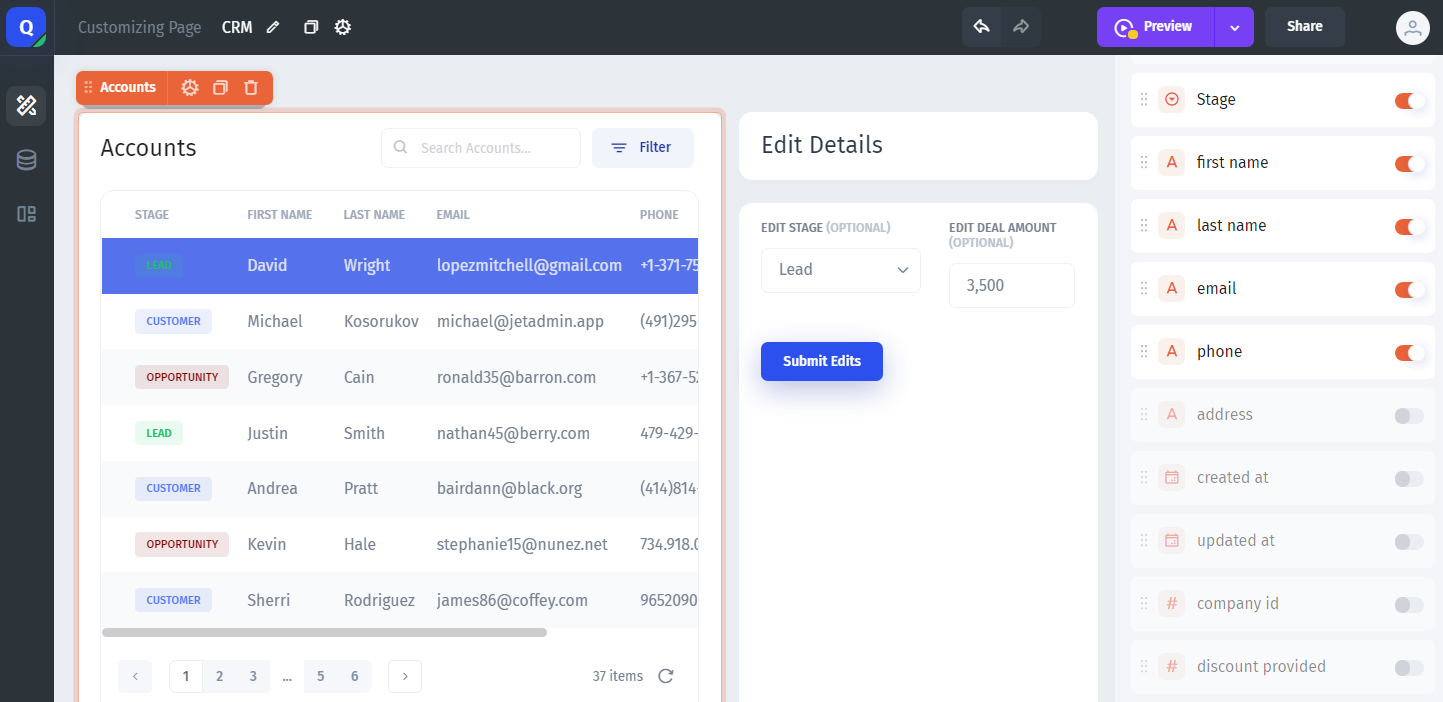 Q Customizing Page CRM Preview Share
Accounts
Accounts Search Accounts... Filter
STAGE FIRST NAME LAST NAME EMAIL PHONE
LEAD David Wright lopezmitchell@gmail.com +1-371-75
CUSTOMER Michael Kosorukov michael@jetadmin.app (491)295
OPPORTUNITY Gregory Cain ronald35@barron.com +1-367-52
LEAD Justin Smith nathan45@berry.com 479-429-
CUSTOMER Andrea Pratt bairdann@black.org (414)814
OPPORTUNITY Kevin Hale stephanie15@nunez.net 734.918.0
CUSTOMER Sherri Rodriguez james86@coffey.com 9652090
1 2 3 ... 5 6 37 items
Edit Details
EDIT STAGE (OPTIONAL)
Lead
EDIT DEAL AMOUNT
(OPTIONAL)
3,500
Submit Edits
Stage
A first name
A last name
A email
A phone
A address
created at
updated at
# company id
# discount provided